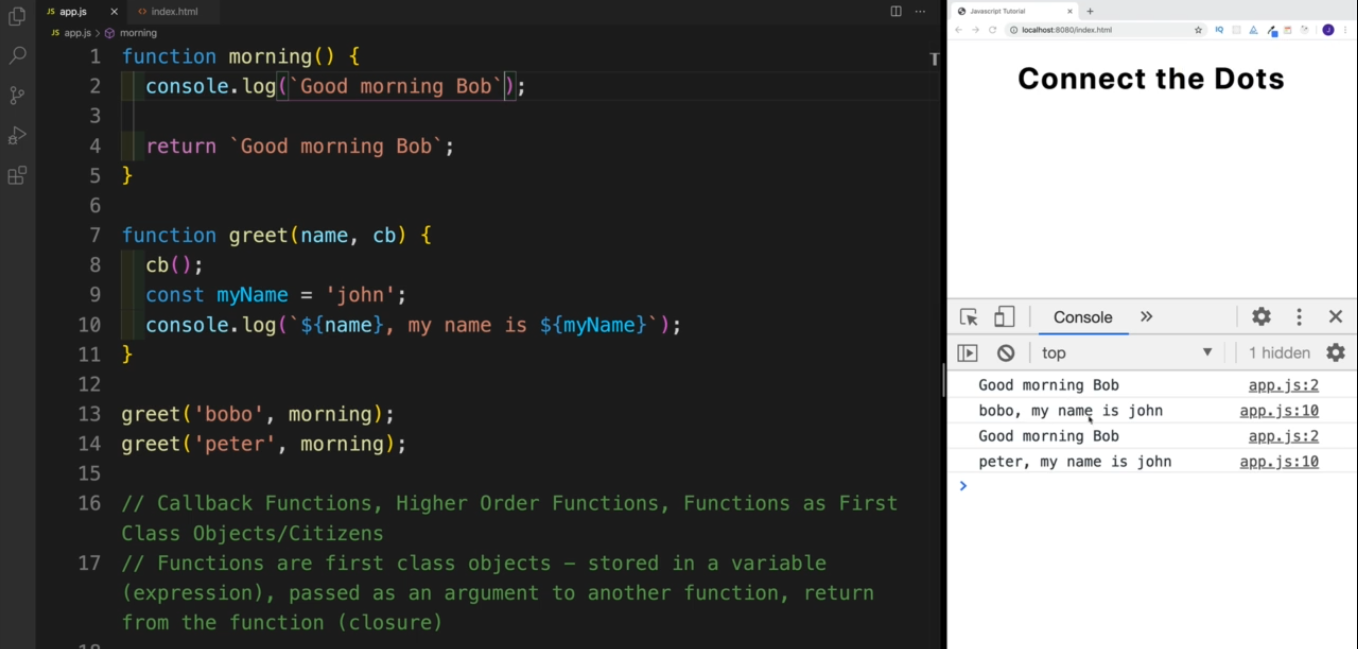 JS app.js × <> index.html
JS app.js > morning
1 function morning() {
2 console.log(`Good morning Bob`);
3
4 return `Good morning Bob`;
5 }
6
7 function greet(name, cb) {
8 cb();
9 const myName = 'john';
10 console.log(`${name}, my name is ${myName}`);
11 }
12
13 greet('bobo', morning);
14 greet('peter', morning);
15
16 // Callback Functions, Higher Order Functions, Functions as First
Class Objects/Citizens
17 // Functions are first class objects – stored in a variable
(expression), passed as an argument to another function, return
from the function (closure)
18
T
Javascript Tutorial
localhost:8080/index.html
IQ
J
Connect the Dots
Console »
top ▼ 1 hidden
Good morning Bob app.js:2
bobo, my name is john app.js:10
Good morning Bob app.js:2
peter, my name is john app.js:10
>